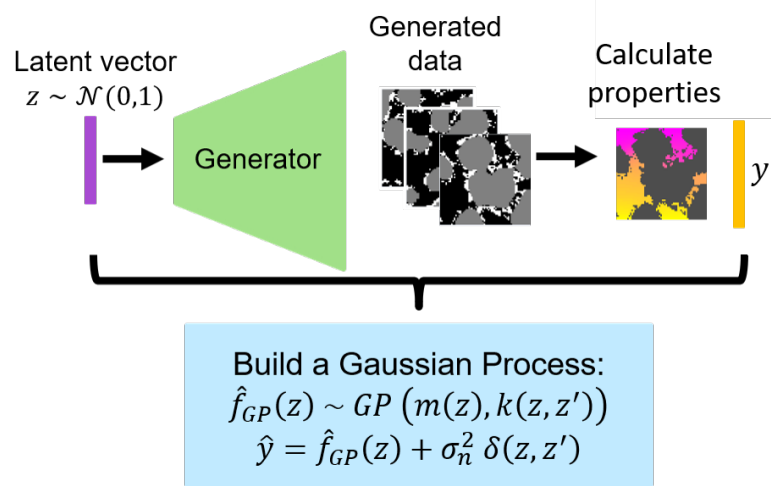 Latent vector
z ~ 𝒩(0,1)
Generator
Generated
data
Calculate
properties
y
Build a Gaussian Process:
f̂_GP(z) ~ GP (m(z), k(z, z′))
ŷ = f̂_GP(z) + σ_n^2 δ(z, z′)